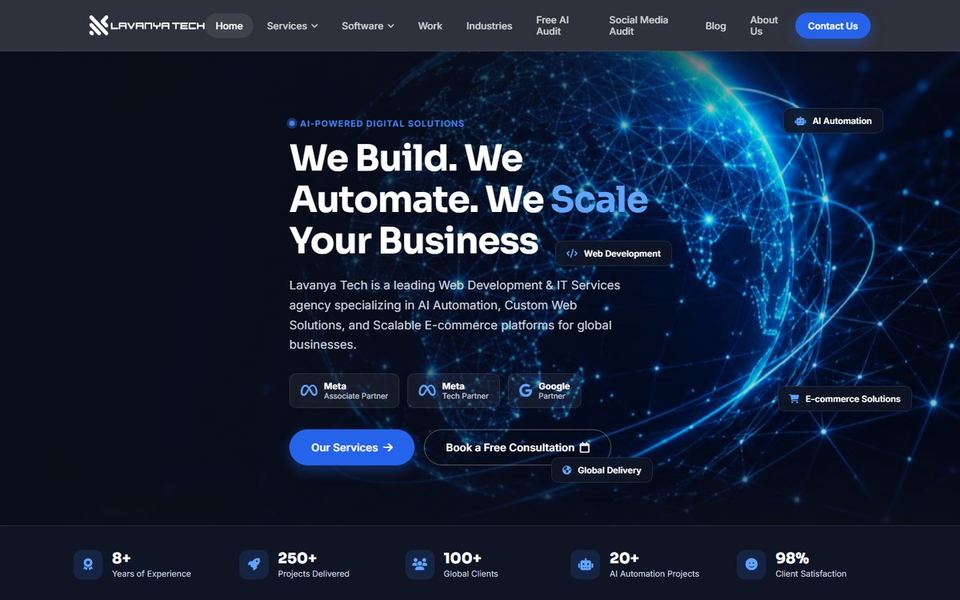 LAVANYA TECH
Home
Services
Software
Work
Industries
Free AI
Audit
Social Media
Audit
Blog
About
Us
Contact Us
AI-POWERED DIGITAL SOLUTIONS
AI Automation
We Build. We
Automate. We Scale
Your Business
Web Development
Lavanya Tech is a leading Web Development & IT Services
agency specializing in AI Automation, Custom Web
Solutions, and Scalable E-commerce platforms for global
businesses.
Meta
Associate Partner
Meta
Tech Partner
Google
Partner
E-commerce Solutions
Our Services
Book a Free Consultation
Global Delivery
8+
Years of Experience
250+
Projects Delivered
100+
Global Clients
20+
AI Automation Projects
98%
Client Satisfaction